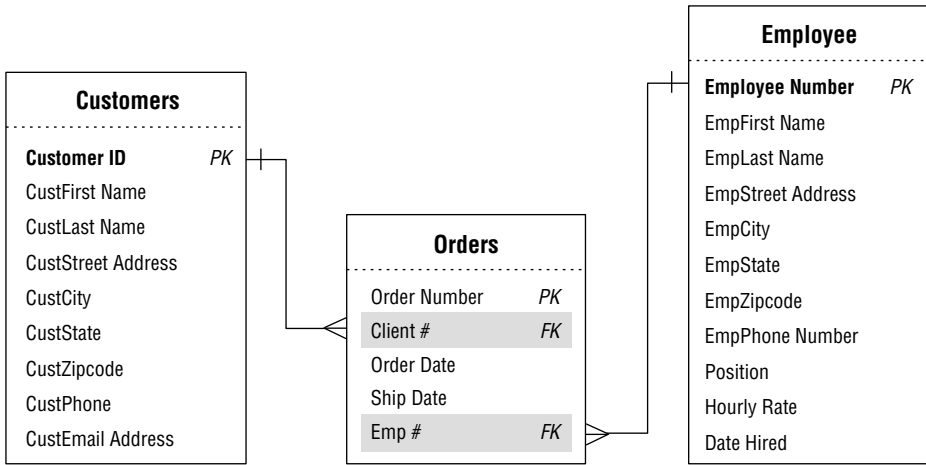 Customers
Customer ID PK
CustFirst Name
CustLast Name
CustStreet Address
CustCity
CustState
CustZipcode
CustPhone
CustEmail Address
Orders
Order Number PK
Client # FK
Order Date
Ship Date
Emp # FK
Employee
Employee Number PK
EmpFirst Name
EmpLast Name
EmpStreet Address
EmpCity
EmpState
EmpZipcode
EmpPhone Number
Position
Hourly Rate
Date Hired